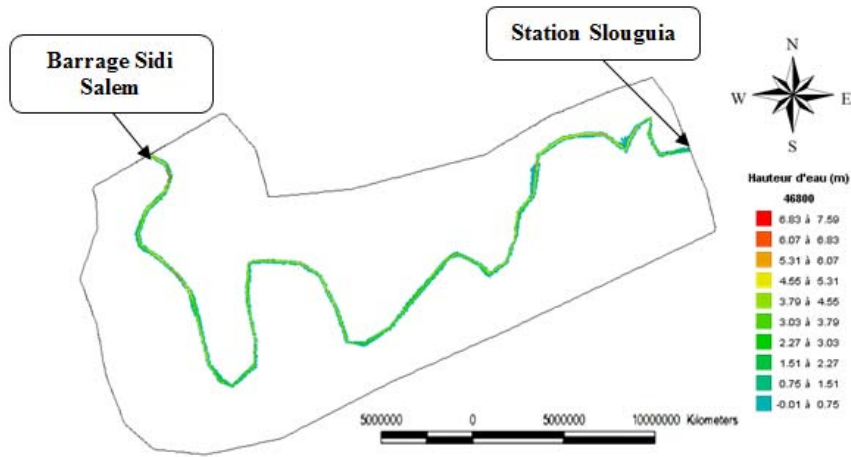 Barrage Sidi
Salem
Station Slouguia
N
W
E
S
Hauteur d'eau (m)
46800
6.83 à 7.59
6.07 à 6.83
5.31 à 6.07
4.55 à 5.31
3.79 à 4.55
3.03 à 3.79
2.27 à 3.03
1.51 à 2.27
0.75 à 1.51
-0.01 à 0.75
5000000 0 5000000 10000000 Kilometers